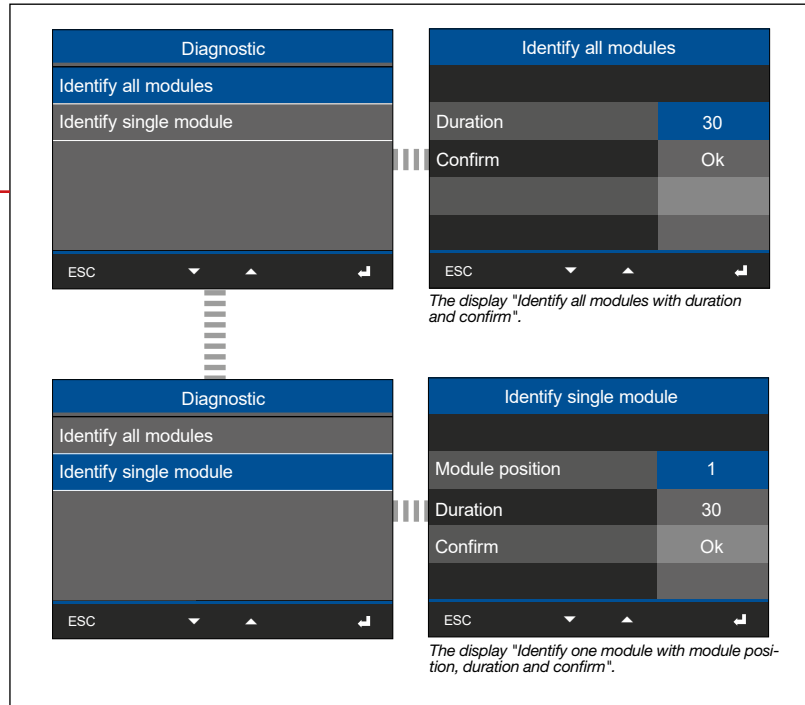 Diagnostic
Identify all modules
Identify single module
ESC
Identify all modules
Duration 30
Confirm Ok
ESC
The display "Identify all modules with duration
and confirm".
Diagnostic
Identify all modules
Identify single module
ESC
Identify single module
Module position 1
Duration 30
Confirm Ok
ESC
The display "Identify one module with module posi-
tion, duration and confirm".